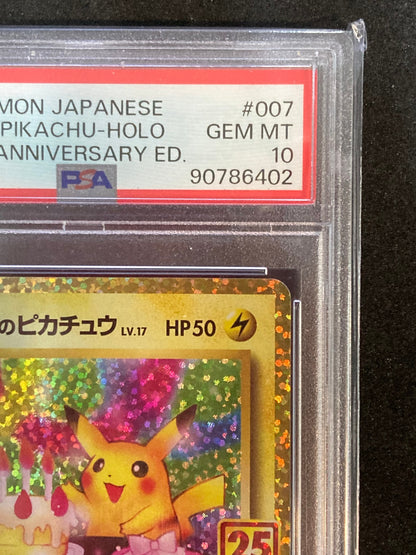 MON JAPANESE #007
PIKACHU-HOLO GEM MT
ANNIVERSARY ED. 10
PSA 90786402
のピカチュウ LV.17 HP50
25